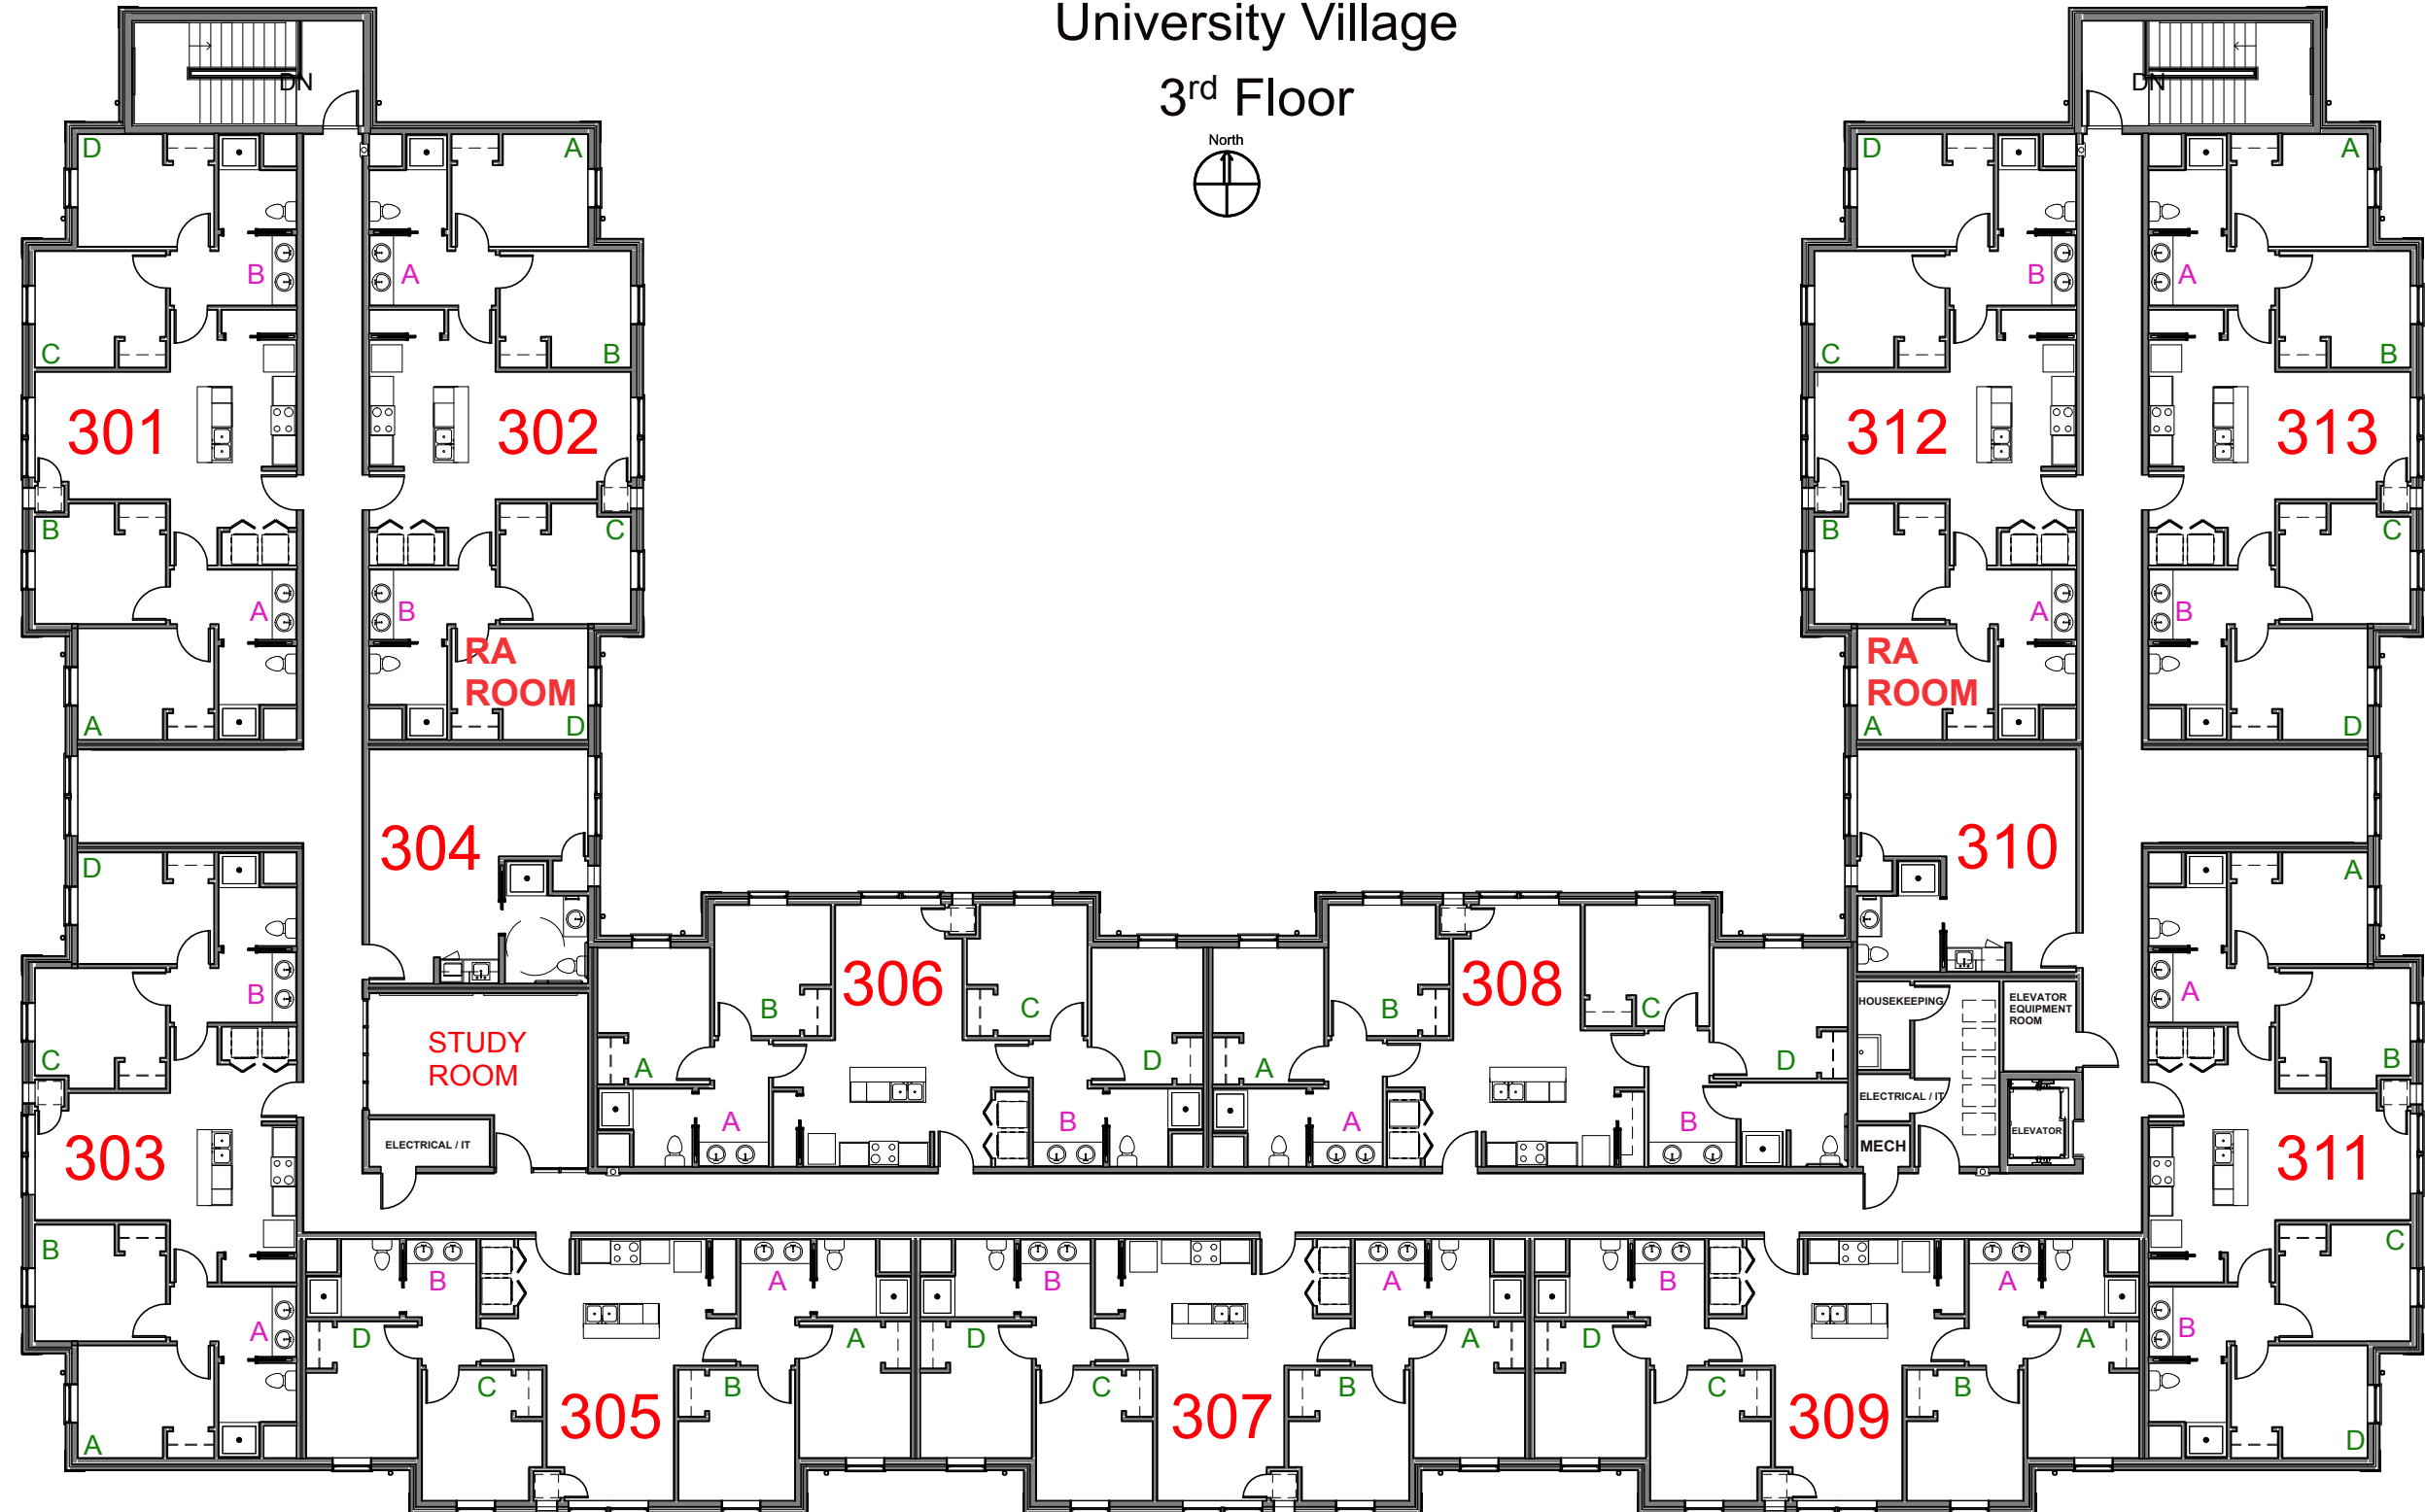 University Village
3rd Floor
North
DN
DN
D
A
D
A
B
A
B
A
C
B
C
B
301
302
312
313
B
C
B
C
A
B
A
B
RA
ROOM
RA
ROOM
A
D
A
D
304
310
D
A
306
308
B
A
B
C
B
C
HOUSEKEEPING
ELEVATOR
EQUIPMENT
ROOM
STUDY
ROOM
C
A
D
A
D
B
ELECTRICAL / IT
A
B
A
B
ELEVATOR
ELECTRICAL / IT
MECH
303
311
B
C
B
A
B
A
B
A
A
B
D
A
D
A
D
A
C
B
C
B
C
B
305
307
309
A
D